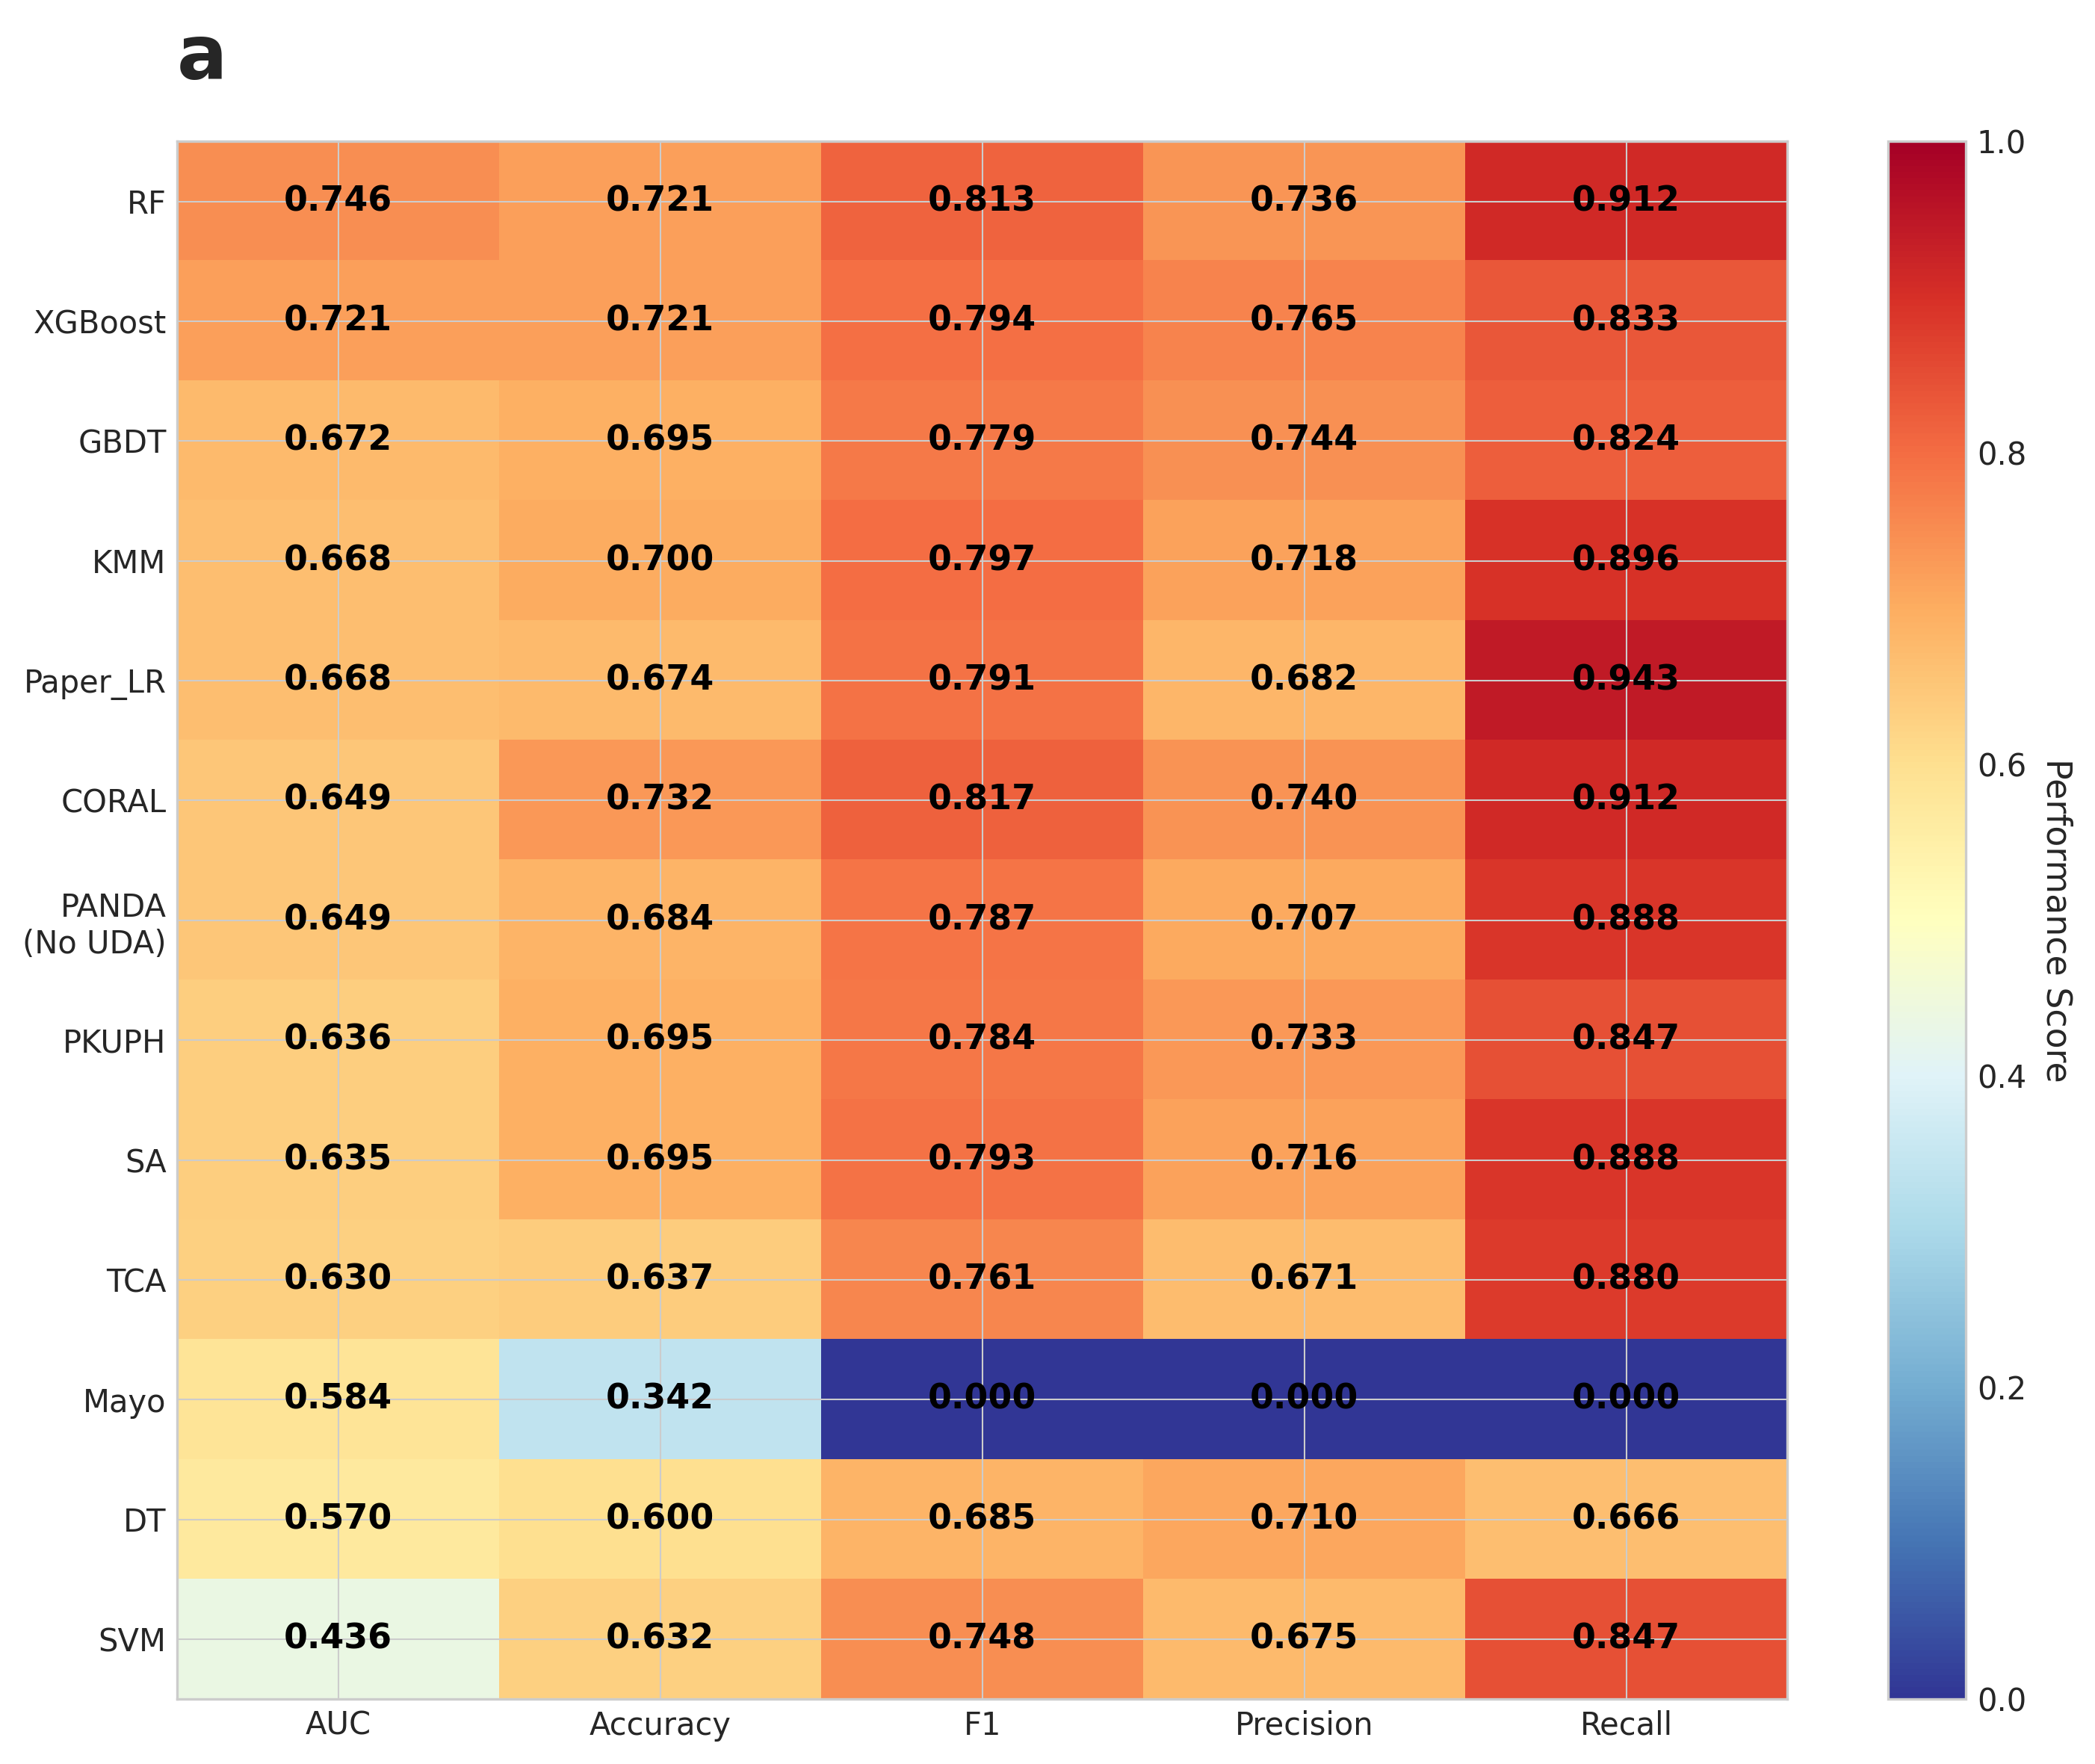 a
RF 0.746 0.721 0.813 0.736 0.912
XGBoost 0.721 0.721 0.794 0.765 0.833
GBDT 0.672 0.695 0.779 0.744 0.824
KMM 0.668 0.700 0.797 0.718 0.896
Paper_LR 0.668 0.674 0.791 0.682 0.943
CORAL 0.649 0.732 0.817 0.740 0.912
PANDA
(No UDA) 0.649 0.684 0.787 0.707 0.888
PKUPH 0.636 0.695 0.784 0.733 0.847
SA 0.635 0.695 0.793 0.716 0.888
TCA 0.630 0.637 0.761 0.671 0.880
Mayo 0.584 0.342 0.000 0.000 0.000
DT 0.570 0.600 0.685 0.710 0.666
SVM 0.436 0.632 0.748 0.675 0.847
AUC Accuracy F1 Precision Recall
1.0
0.8
0.6
0.4
0.2
0.0
Performance Score